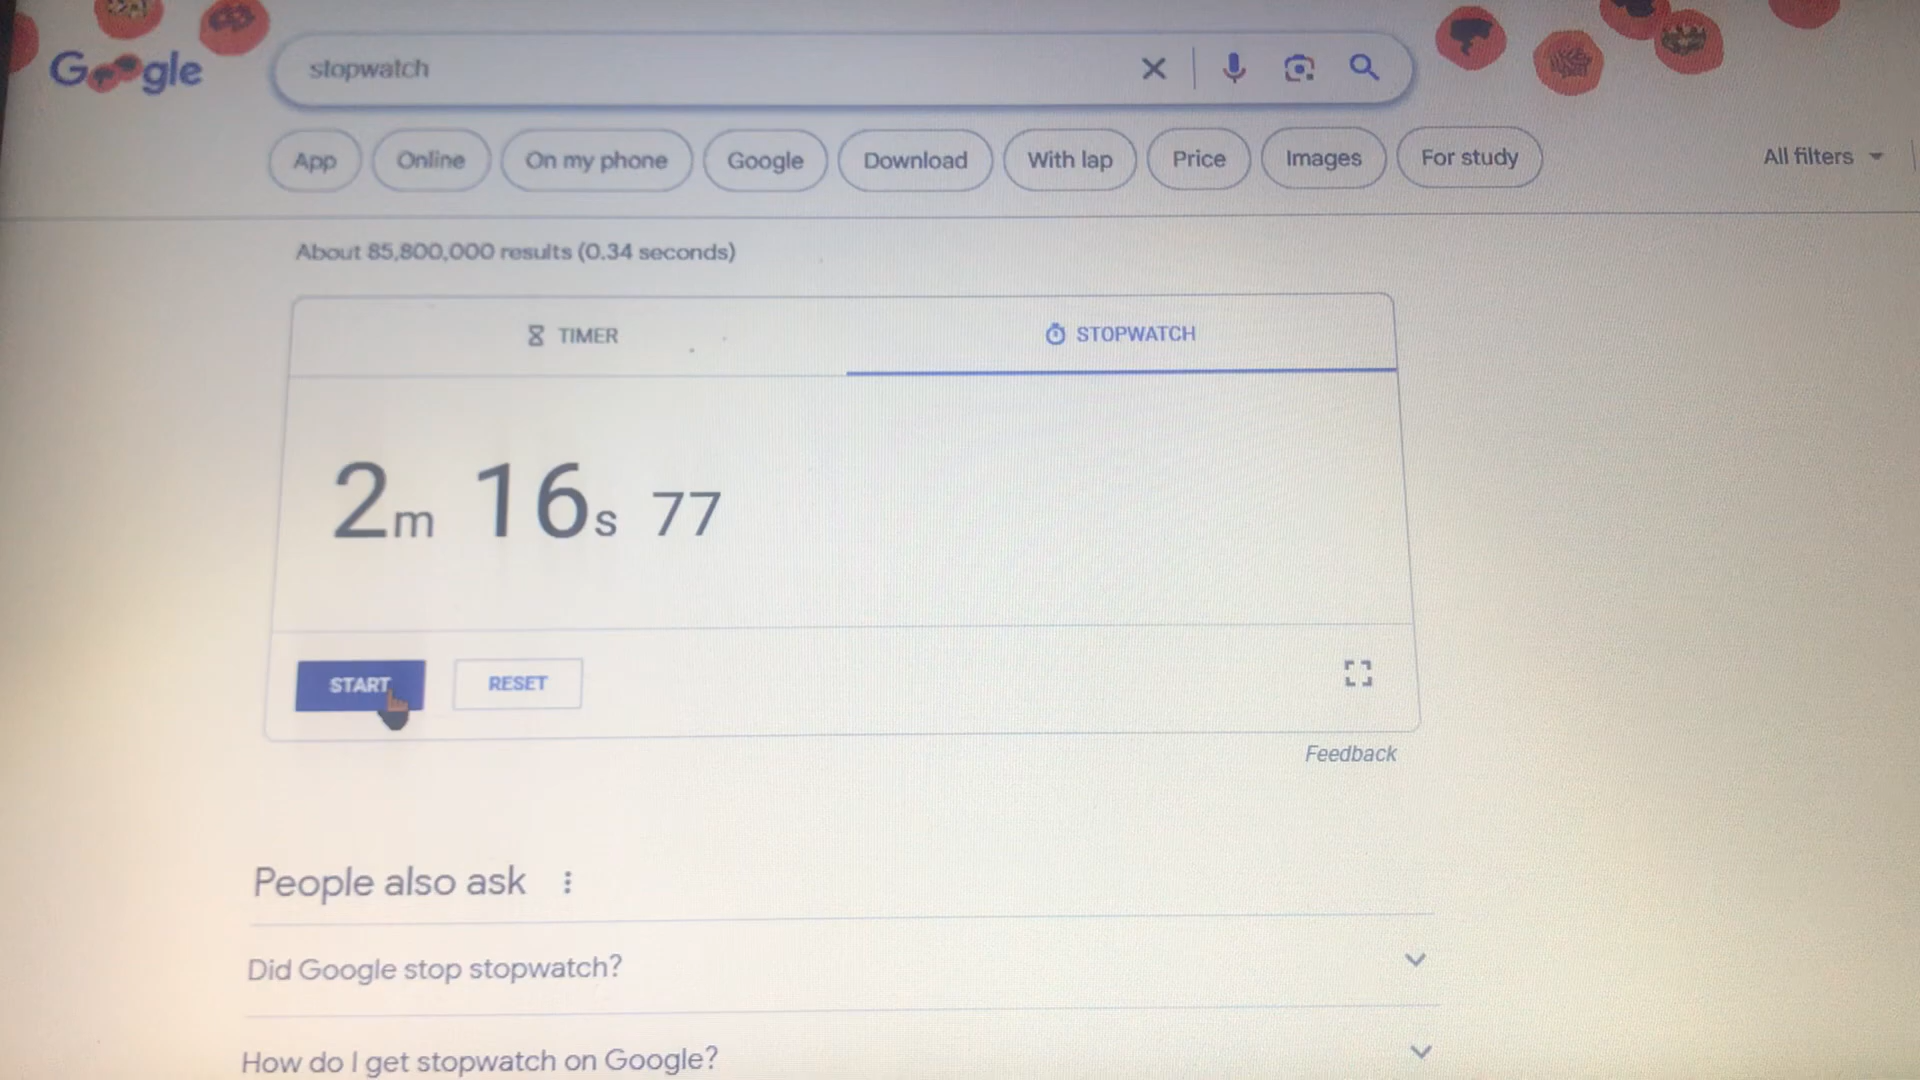 Google
stopwatch
App Online On my phone Google Download With lap Price Images For study All filters
About 85,800,000 results (0.34 seconds)
TIMER STOPWATCH
2m 16s 77
START RESET
Feedback
People also ask
Did Google stop stopwatch?
How do I get stopwatch on Google?